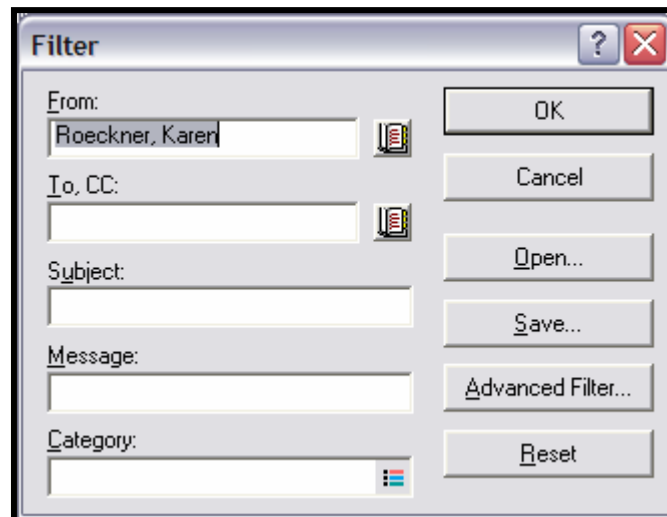 Filter
?
From:
Roeckner, Karen
To, CC:
Subject:
Message:
Category:
OK
Cancel
Open...
Save...
Advanced Filter...
Reset